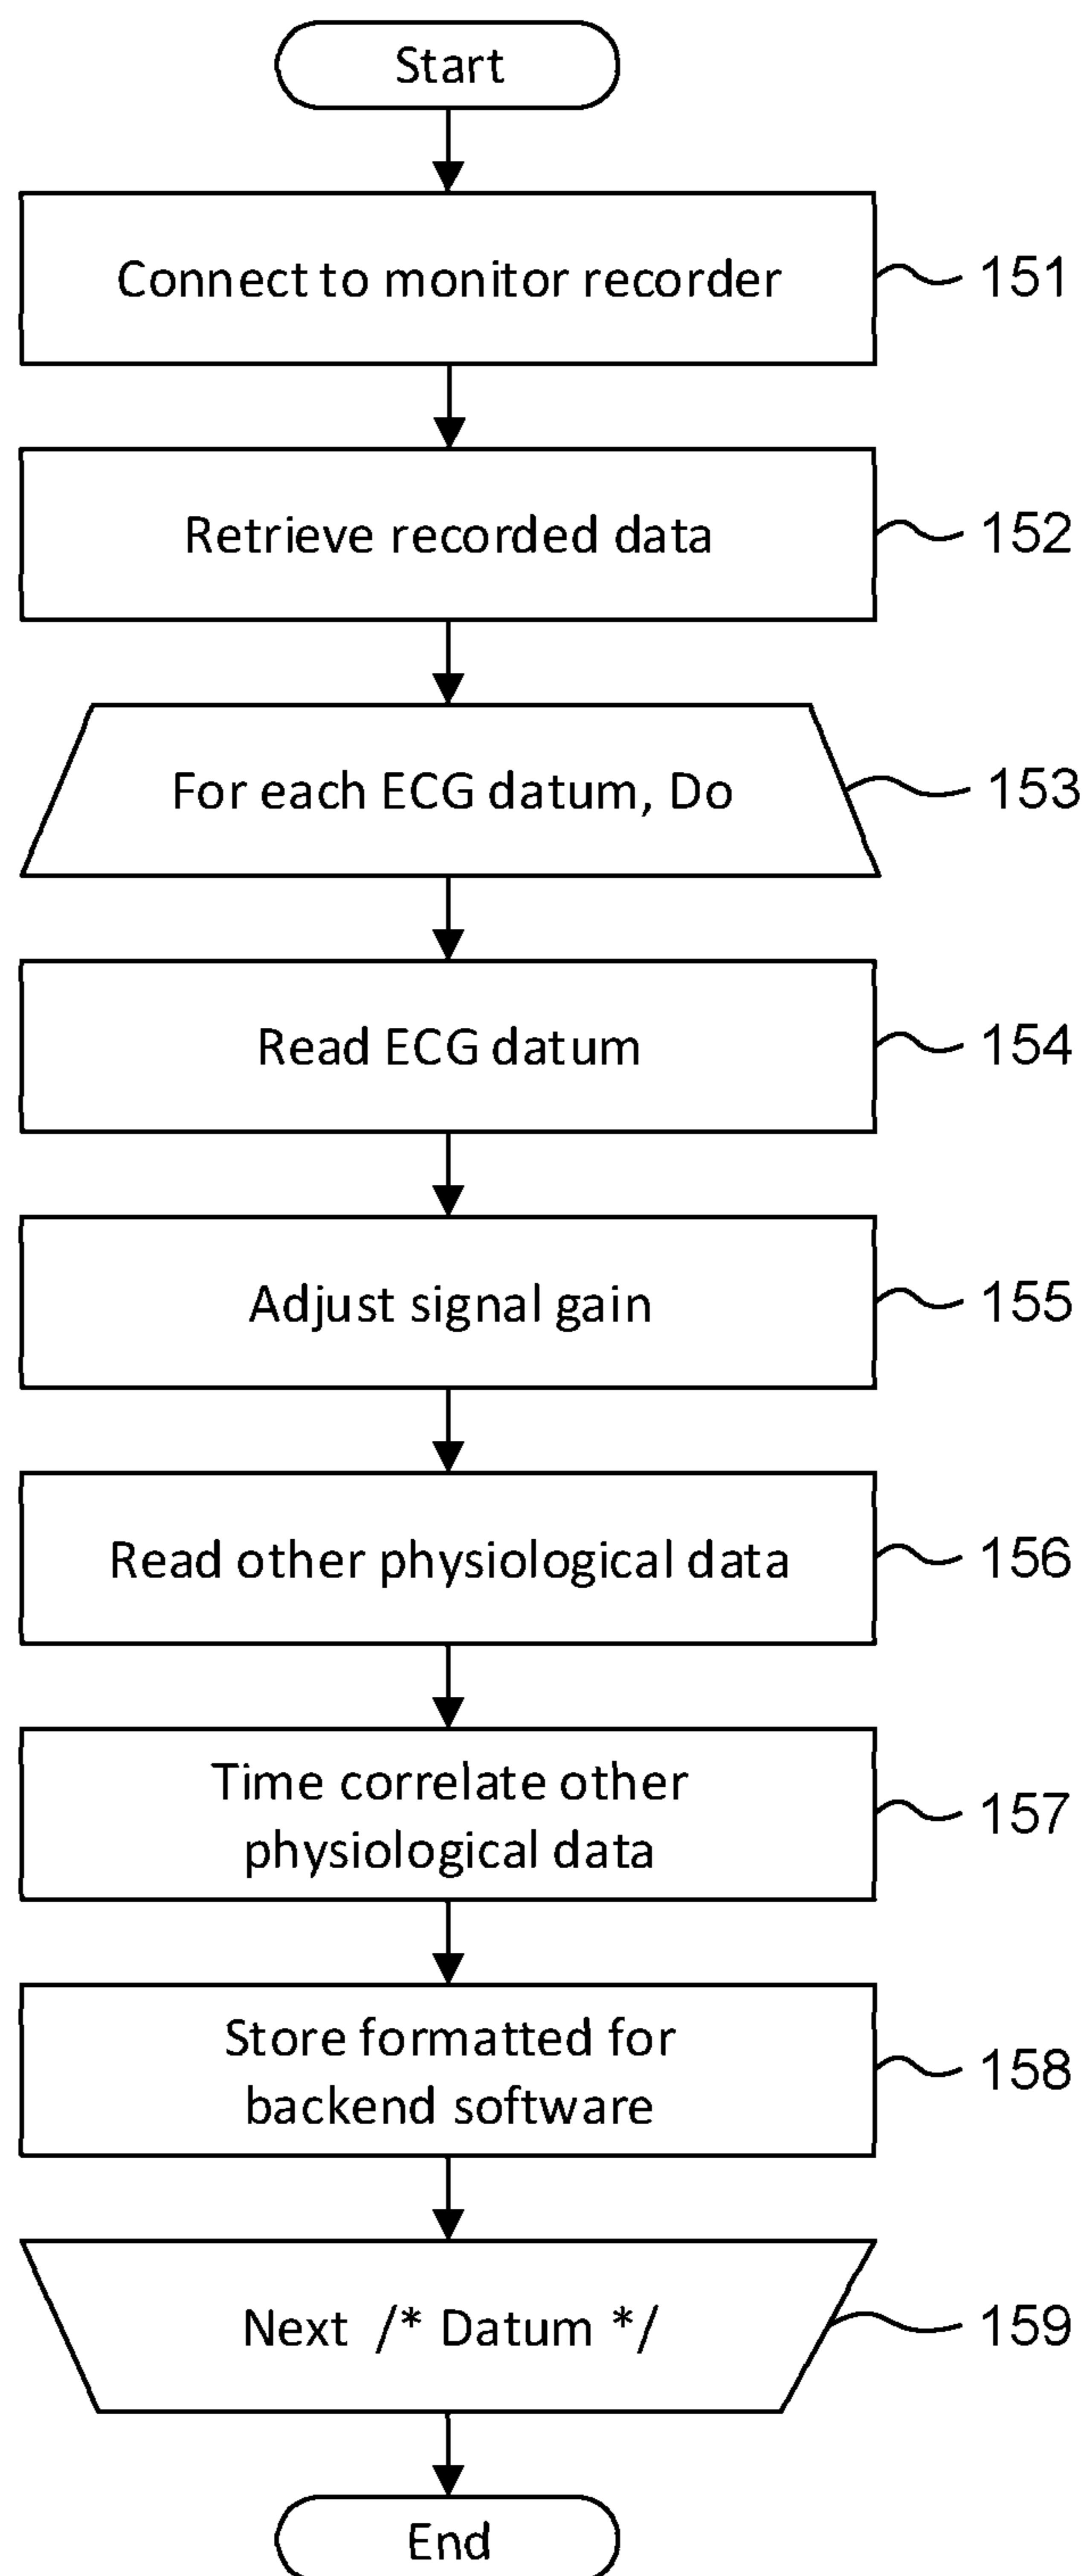 Start
Connect to monitor recorder
151
Retrieve recorded data
152
For each ECG datum, Do
153
Read ECG datum
154
Adjust signal gain
155
Read other physiological data
156
Time correlate other
physiological data
157
Store formatted for
backend software
158
Next /* Datum */
159
End